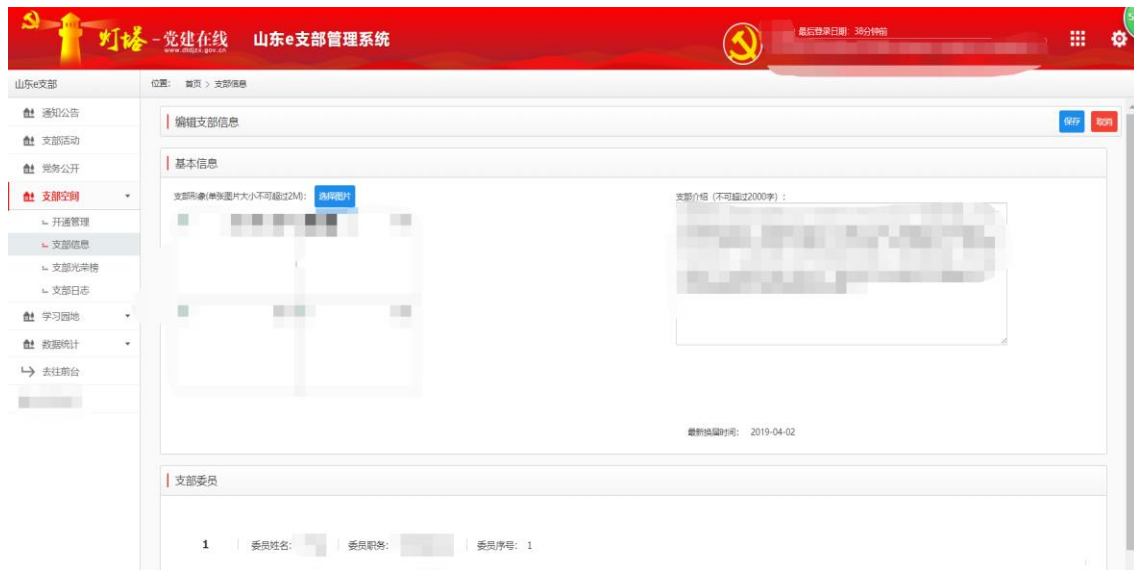 灯塔-党建在线
www.dtdjzx.gov.cn
山东e支部管理系统
最后登录日期：38分钟前
山东e支部
位置： 首页 > 支部信息
通知公告
支部活动
党务公开
支部空间
开通管理
支部信息
支部光荣榜
支部日志
学习园地
数据统计
去往前台
编辑支部信息
保存 取消
基本信息
支部形象(单张图片大小不可超过2M)： 选择图片
支部介绍（不可超过2000字）：
最新换届时间： 2019-04-02
支部委员
1 委员姓名： 委员职务： 委员序号： 1